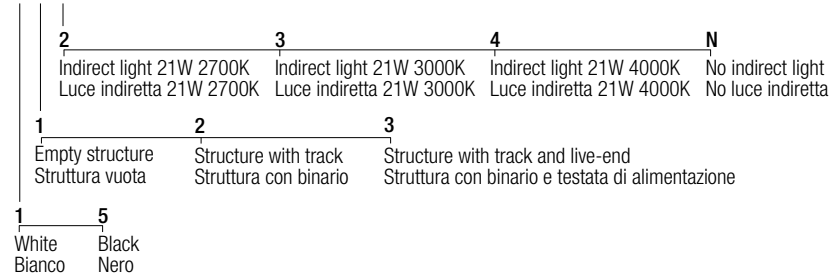 2 3 4 N
Indirect light 21W 2700K Indirect light 21W 3000K Indirect light 21W 4000K No indirect light
Luce indiretta 21W 2700K Luce indiretta 21W 3000K Luce indiretta 21W 4000K No luce indiretta
1 2 3
Empty structure Structure with track Structure with track and live-end
Struttura vuota Struttura con binario Struttura con binario e testata di alimentazione
1 5
White Black
Bianco Nero